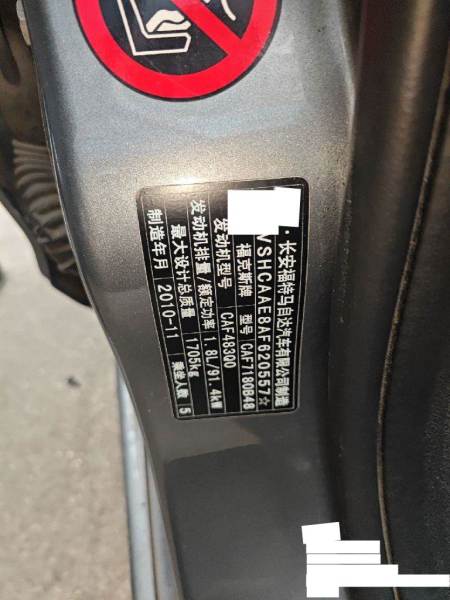 ·长安福特马自达汽车有限公司制造
VSHCAAE8AF620557☆
福克斯牌 型号 CAF7180B48
发动机型号 CAF483Q0
发动机排量/额定功率 1.8L/91.4kW
最大设计总质量 1705kg
制造年月 2010-11 乘坐人数 5